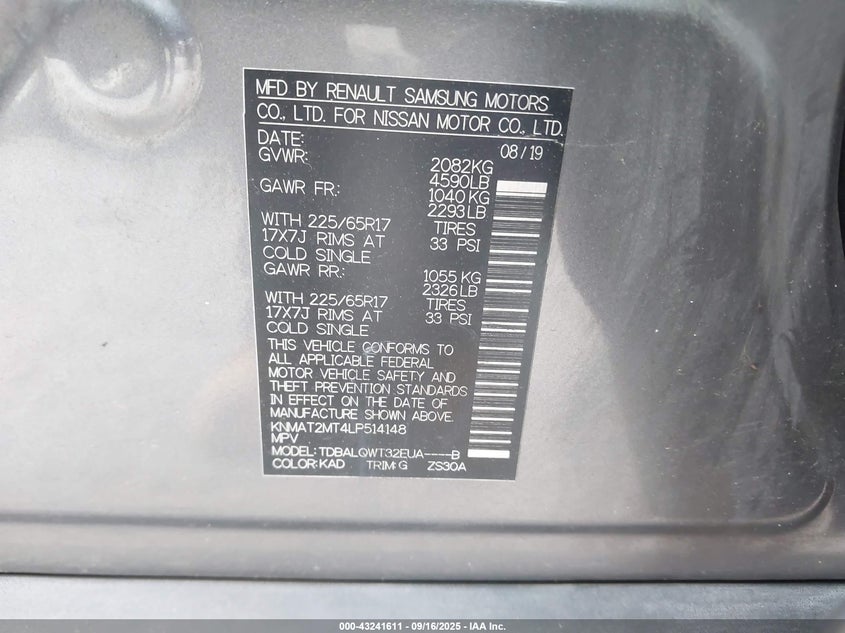 MFD BY RENAULT SAMSUNG MOTORS
CO., LTD. FOR NISSAN MOTOR CO., LTD.
DATE: 08/19
GVWR: 2082KG
4590LB
GAWR FR: 1040KG
2293LB
WITH 225/65R17 TIRES
17X7J RIMS AT 33 PSI
COLD SINGLE
GAWR RR: 1055KG
2326LB
WITH 225/65R17 TIRES
17X7J RIMS AT 33 PSI
COLD SINGLE
THIS VEHICLE CONFORMS TO
ALL APPLICABLE FEDERAL
MOTOR VEHICLE SAFETY AND
THEFT PREVENTION STANDARDS
IN EFFECT ON THE DATE OF
MANUFACTURE SHOWN ABOVE.
KNMAT2MT4LP514148
MPV
MODEL: TDBALQWT32EUA----B
COLOR: KAD TRIM: G ZS30A
000-43241611 - 09/16/2025 - IAA Inc.